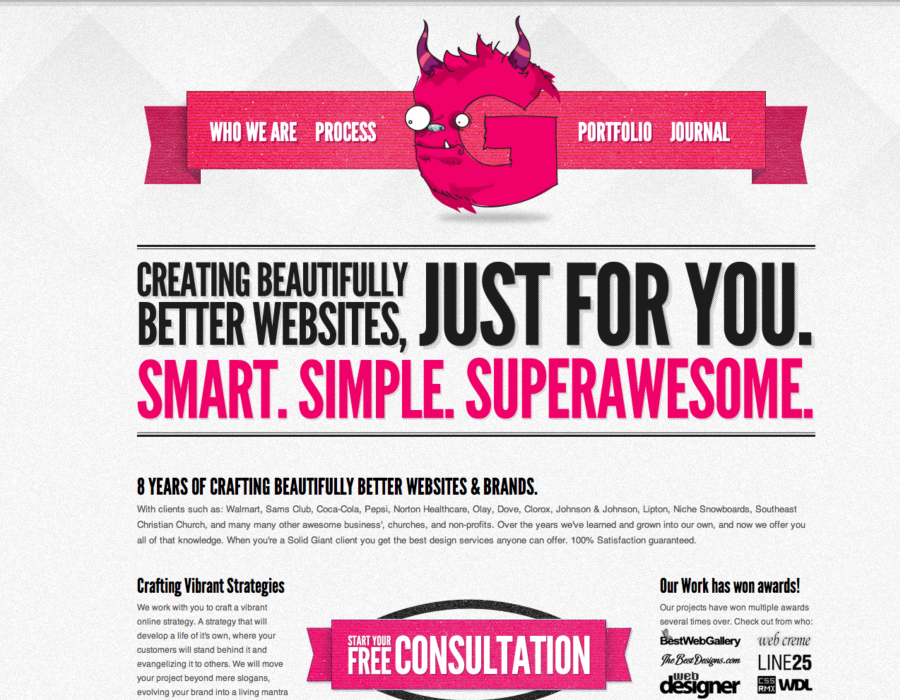 WHO WE ARE PROCESS PORTFOLIO JOURNAL
G
CREATING BEAUTIFULLY
BETTER WEBSITES, JUST FOR YOU.
SMART. SIMPLE. SUPERAWESOME.
8 YEARS OF CRAFTING BEAUTIFULLY BETTER WEBSITES & BRANDS.
With clients such as: Walmart, Sams Club, Coca-Cola, Pepsi, Norton Healthcare, Olay, Dove, Clorox, Johnson & Johnson, Lipton, Niche Snowboards, Southeast
Christian Church, and many many other awesome business', churches, and non-profits. Over the years we've learned and grown into our own, and now we offer you
all of that knowledge. When you're a Solid Giant client you get the best design services anyone can offer. 100% Satisfaction guaranteed.
Crafting Vibrant Strategies
We work with you to craft a vibrant
online strategy. A strategy that will
develop a life of it's own, where your
customers will stand behind it and
evangelizing it to others. We will move
your project beyond mere slogans,
evolving your brand into a living mantra
START YOUR
FREE CONSULTATION
Our Work has won awards!
Our projects have won multiple awards
several times over. Check out from who:
BestWebGallery web creme
TheBestDesigns.com LINE25
web
designer CSS
RMX WDL